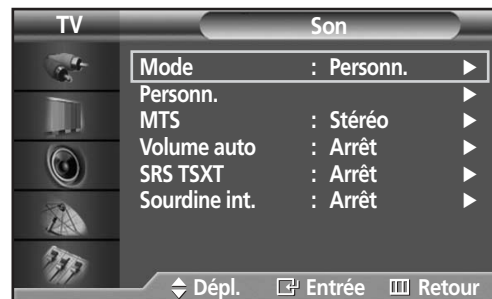 TV Son
Mode : Personn.
Personn.
MTS : Stéréo
Volume auto : Arrêt
SRS TSXT : Arrêt
Sourdine int. : Arrêt
Dépl. Entrée Retour